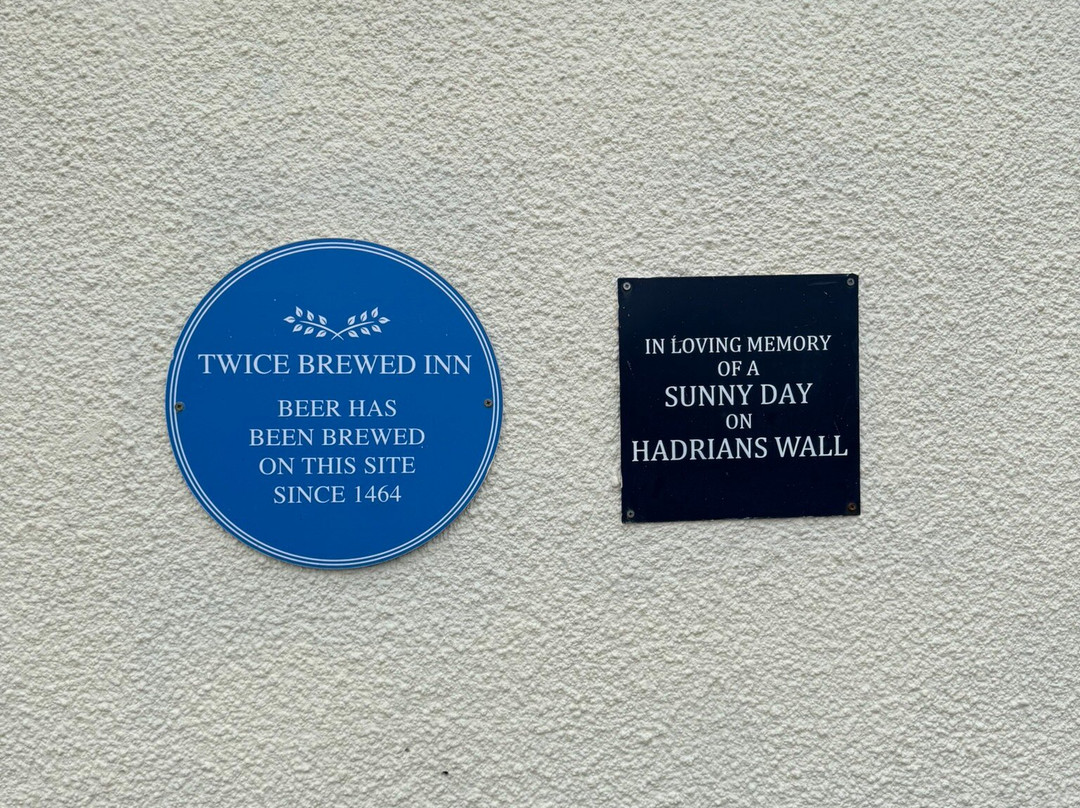 TWICE BREWED INN
BEER HAS
BEEN BREWED
ON THIS SITE
SINCE 1464
IN LOVING MEMORY
OF A
SUNNY DAY
ON
HADRIANS WALL